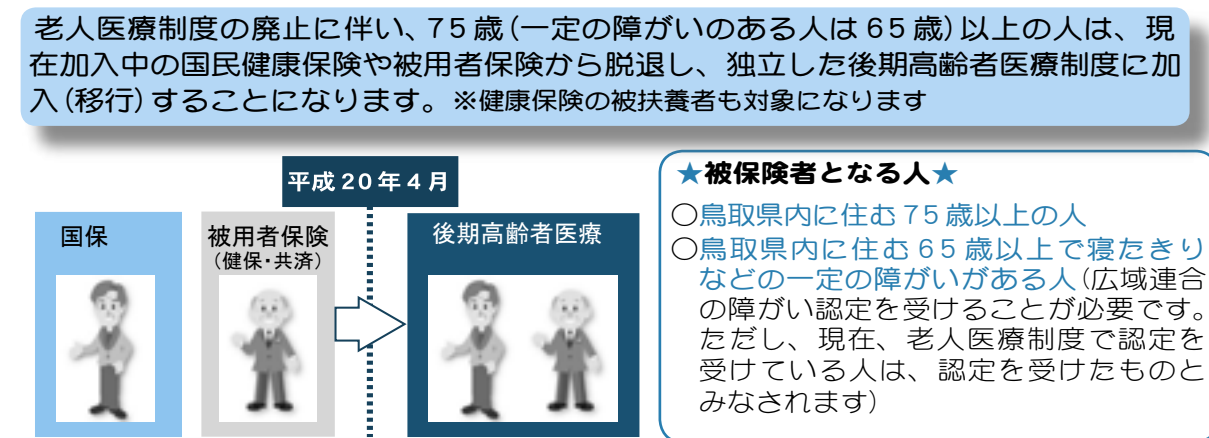 老人医療制度の廃止に伴い、75歳(一定の障がいのある人は65歳)以上の人は、現
在加入中の国民健康保険や被用者保険から脱退し、独立した後期高齢者医療制度に加
入(移行)することになります。※健康保険の被扶養者も対象になります
平成20年4月
国保
被用者保険
(健保・共済)
後期高齢者医療
★被保険者となる人★
○鳥取県内に住む75歳以上の人
○鳥取県内に住む65歳以上で寝たきり
などの一定の障がいがある人(広域連合
の障がい認定を受けることが必要です。
ただし、現在、老人医療制度で認定を
受けている人は、認定を受けたものと
みなされます)